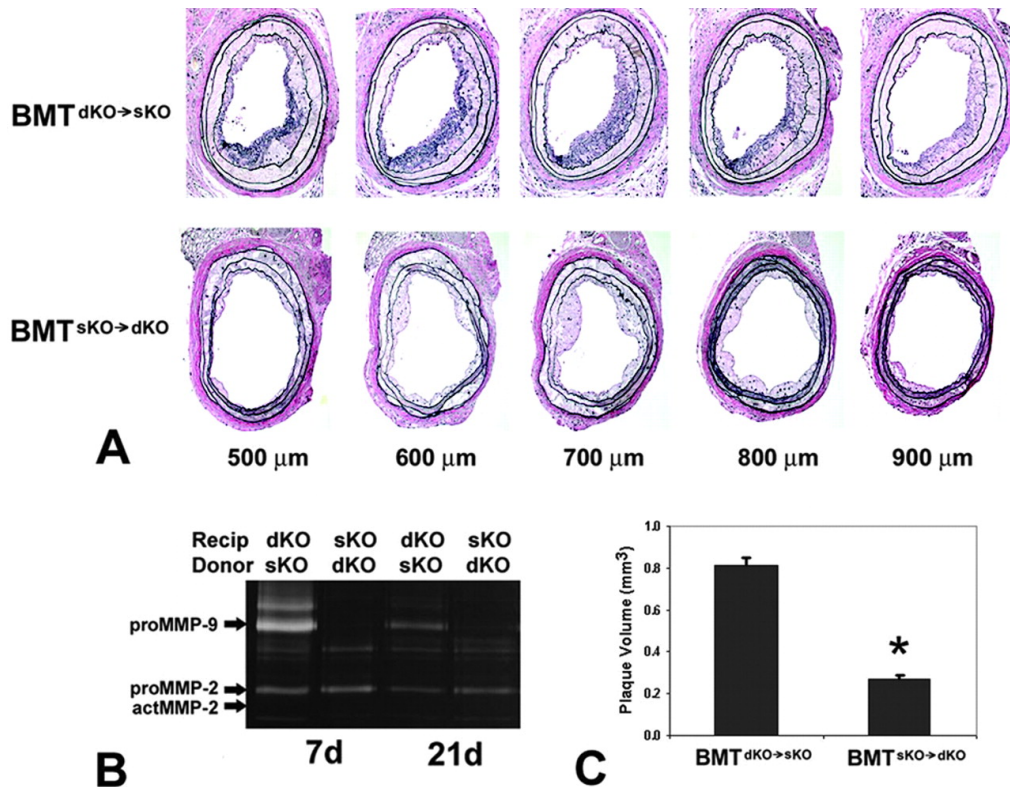 BMT dKO→sKO
BMT sKO→dKO
A
500 µm 600 µm 700 µm 800 µm 900 µm
Recip dKO sKO dKO sKO
Donor sKO dKO sKO dKO
proMMP-9
proMMP-2
actMMP-2
7d 21d
B
Plaque Volume (mm³)
1.0
0.8
0.6
0.4
0.2
0.0
*
BMT dKO→sKO BMT sKO→dKO
C